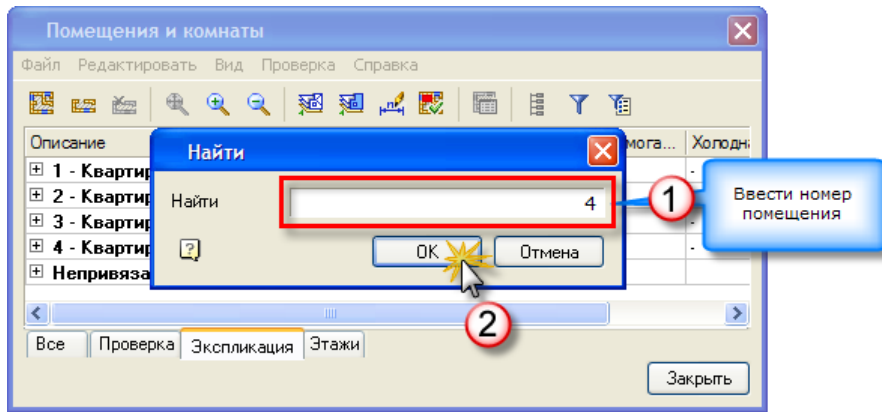 Помещения и комнаты
Файл Редактировать Вид Проверка Справка
Описание
мога... Холодн
1 - Квартир
2 - Квартир
3 - Квартир
4 - Квартир
Непривяза
Найти
Найти 4
OK Отмена
1
Ввести номер
помещения
2
Все Проверка Экспликация Этажи
Закрыть